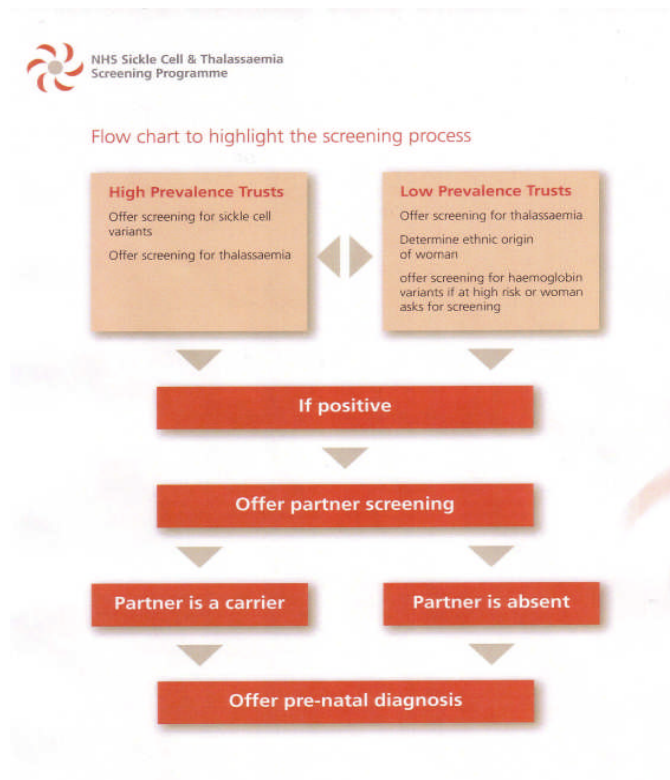 NHS Sickle Cell & Thalassaemia
Screening Programme
Flow chart to highlight the screening process
High Prevalence Trusts
Offer screening for sickle cell
variants
Offer screening for thalassaemia
Low Prevalence Trusts
Offer screening for thalassaemia
Determine ethnic origin
of woman
offer screening for haemoglobin
variants if at high risk or woman
asks for screening
If positive
Offer partner screening
Partner is a carrier
Partner is absent
Offer pre-natal diagnosis